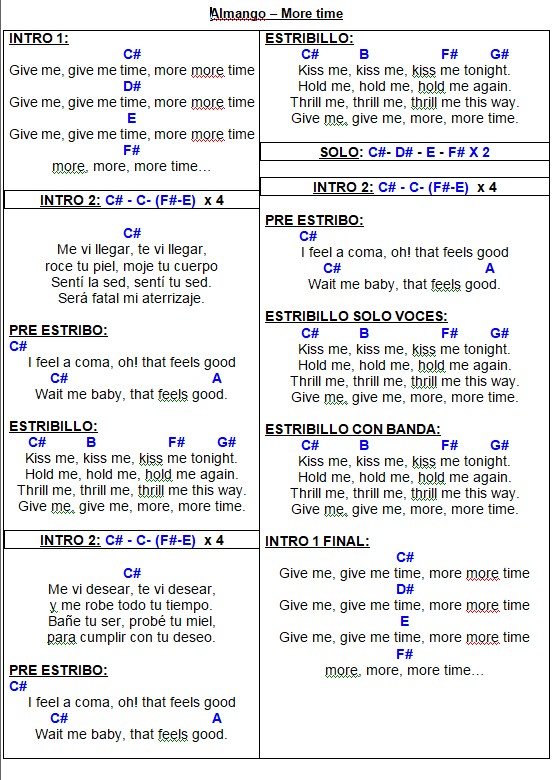 Almango – More time
INTRO 1:
C#
Give me, give me time, more more time
D#
Give me, give me time, more more time
E
Give me, give me time, more more time
F#
more, more, more time…
INTRO 2: C# - C- (F#-E) x 4
C#
Me vi llegar, te vi llegar,
roce tu piel, moje tu cuerpo
Sentí la sed, sentí tu sed.
Será fatal mi aterrizaje.
PRE ESTRIBO:
C#
I feel a coma, oh! that feels good
C# A
Wait me baby, that feels good.
ESTRIBILLO:
C# B F# G#
Kiss me, kiss me, kiss me tonight.
Hold me, hold me, hold me again.
Thrill me, thrill me, thrill me this way.
Give me, give me, more, more time.
INTRO 2: C# - C- (F#-E) x 4
C#
Me vi desear, te vi desear,
y me robe todo tu tiempo.
Bañe tu ser, probé tu miel,
para cumplir con tu deseo.
PRE ESTRIBO:
C#
I feel a coma, oh! that feels good
C# A
Wait me baby, that feels good.
ESTRIBILLO:
C# B F# G#
Kiss me, kiss me, kiss me tonight.
Hold me, hold me, hold me again.
Thrill me, thrill me, thrill me this way.
Give me, give me, more, more time.
SOLO: C#- D# - E - F# X 2
INTRO 2: C# - C- (F#-E) x 4
PRE ESTRIBO:
C#
I feel a coma, oh! that feels good
C# A
Wait me baby, that feels good.
ESTRIBILLO SOLO VOCES:
C# B F# G#
Kiss me, kiss me, kiss me tonight.
Hold me, hold me, hold me again.
Thrill me, thrill me, thrill me this way.
Give me, give me, more, more time.
ESTRIBILLO CON BANDA:
C# B F# G#
Kiss me, kiss me, kiss me tonight.
Hold me, hold me, hold me again.
Thrill me, thrill me, thrill me this way.
Give me, give me, more, more time.
INTRO 1 FINAL:
C#
Give me, give me time, more more time
D#
Give me, give me time, more more time
E
Give me, give me time, more more time
F#
more, more, more time…